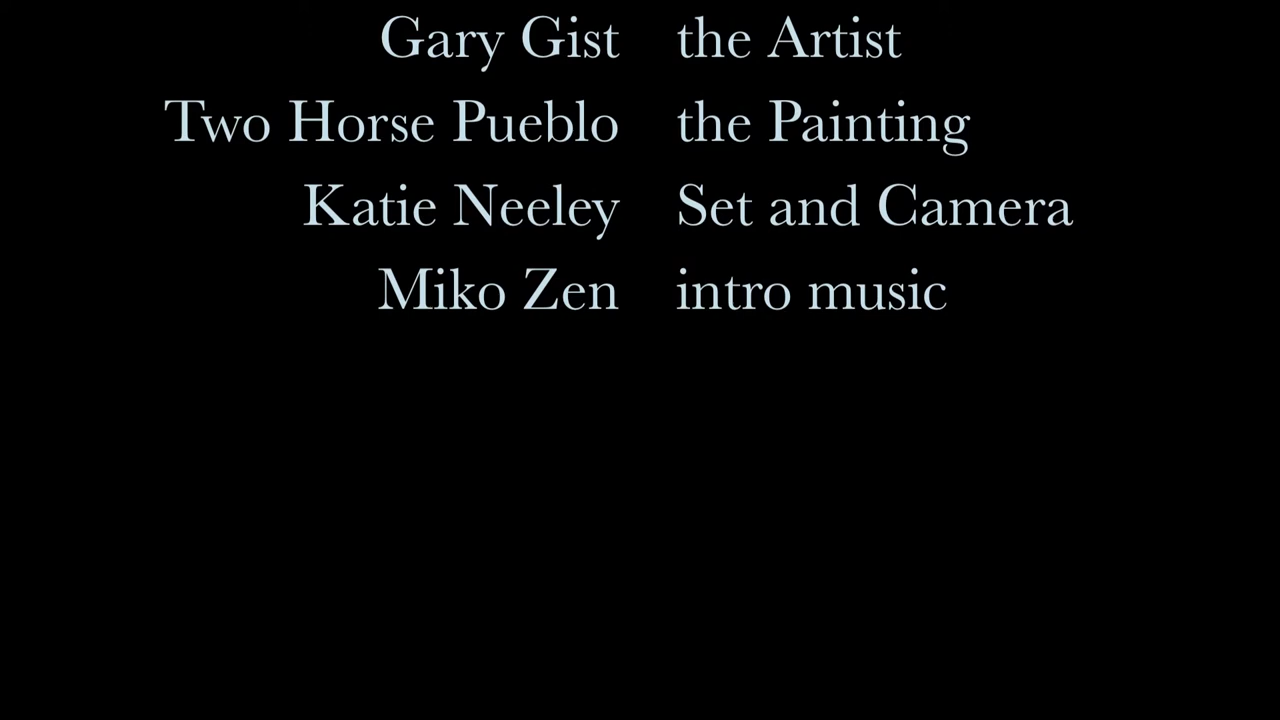 Gary Gist the Artist
Two Horse Pueblo the Painting
Katie Neeley Set and Camera
Miko Zen intro music